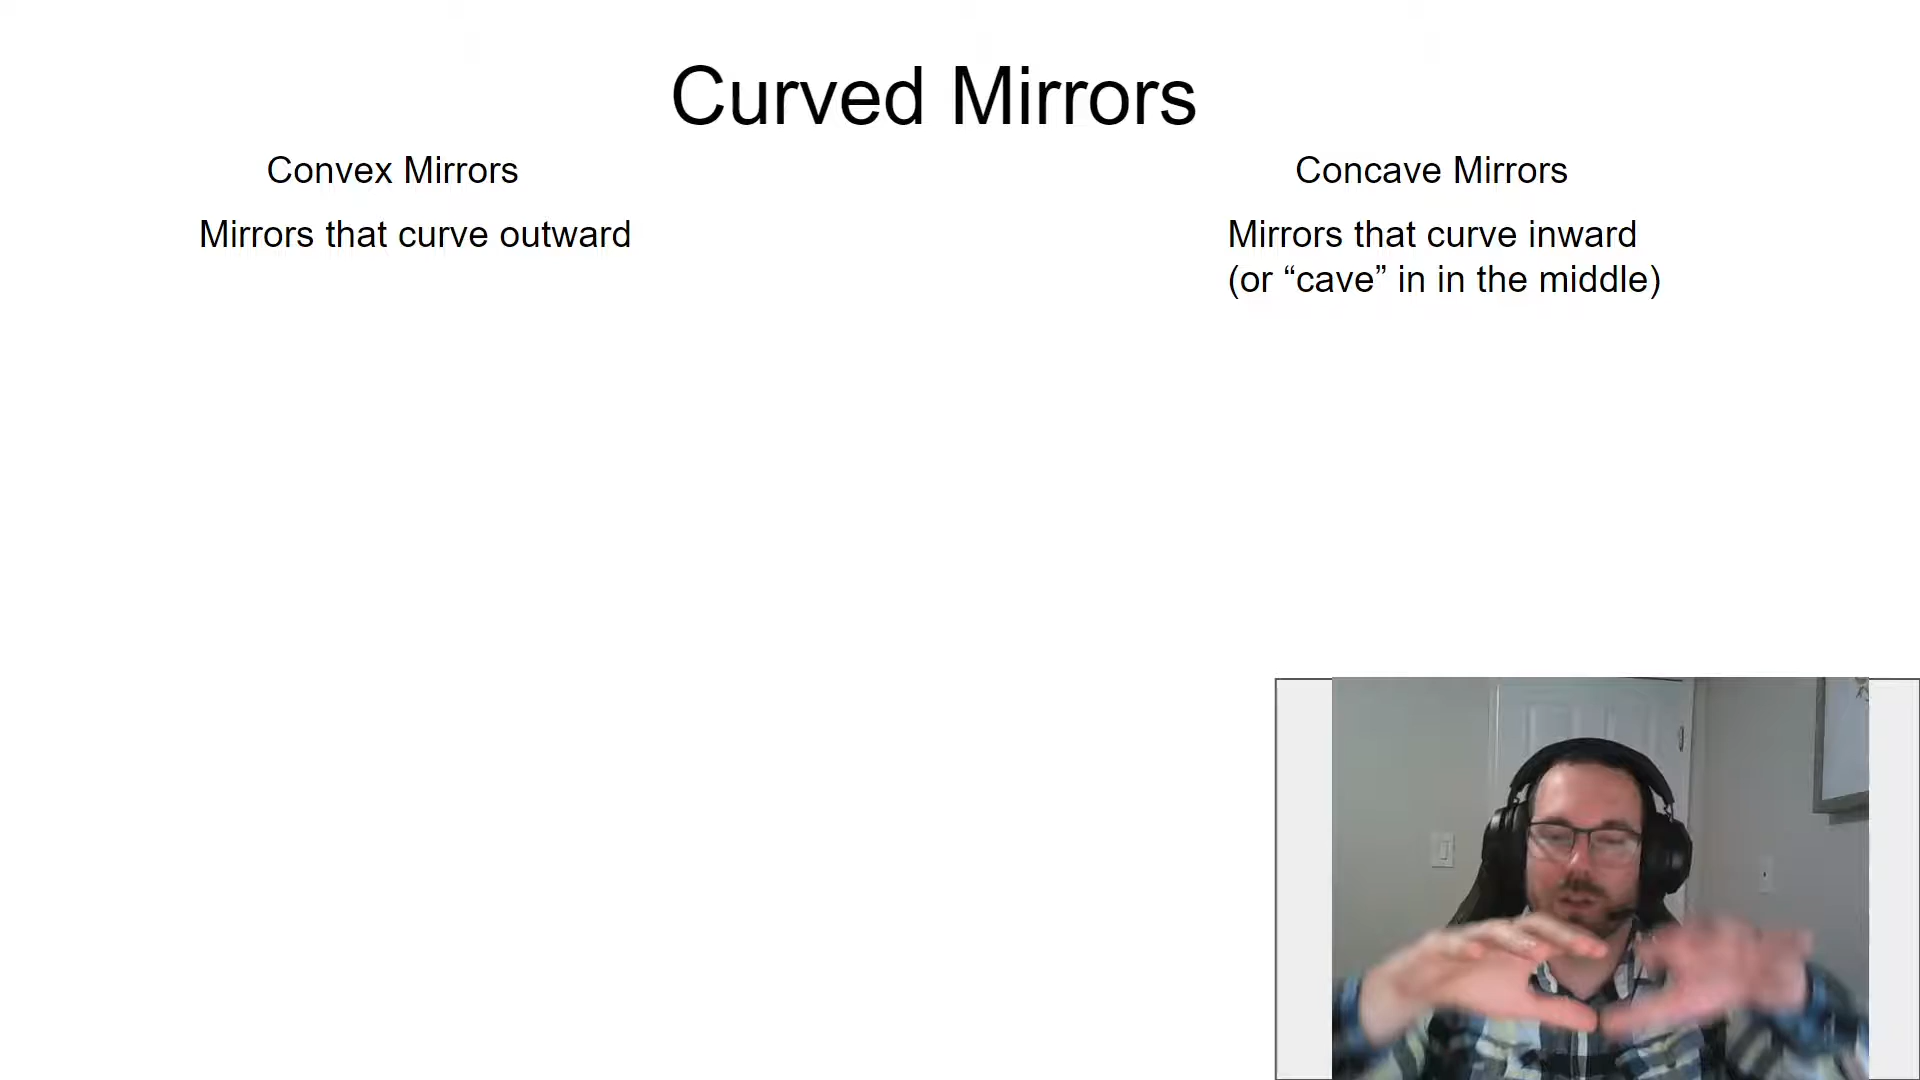 Curved Mirrors
Convex Mirrors
Mirrors that curve outward
Concave Mirrors
Mirrors that curve inward
(or “cave” in in the middle)